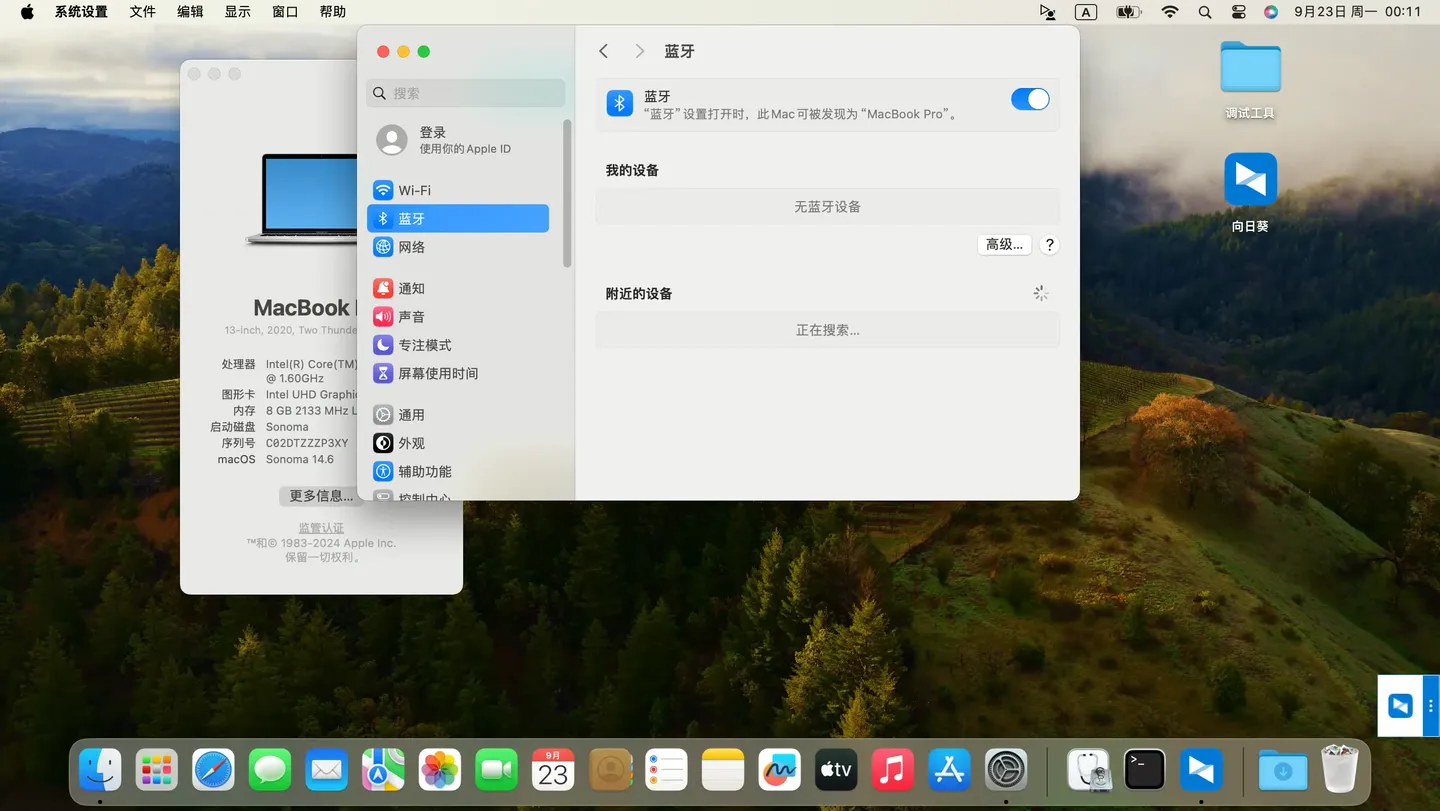 系统设置 文件 编辑 显示 窗口 帮助 A 9月23日 周一 00:11
MacBook
13-inch, 2020, Two Thunde
处理器 Intel(R) Core(TM)
@ 1.60GHz
图形卡 Intel UHD Graphi
内存 8 GB 2133 MHz L
启动磁盘 Sonoma
序列号 C02DTZZZP3XY
macOS Sonoma 14.6
更多信息...
监管认证
™和© 1983-2024 Apple Inc.
保留一切权利。
搜索
登录
使用你的 Apple ID
Wi-Fi
蓝牙
网络
通知
声音
专注模式
屏幕使用时间
通用
外观
辅助功能
控制中心
蓝牙
蓝牙
“蓝牙”设置打开时，此 Mac 可被发现为“MacBook Pro”。
我的设备
无蓝牙设备
高级... ?
附近的设备
正在搜索...
调试工具
向日葵
9月
23
tv
>_